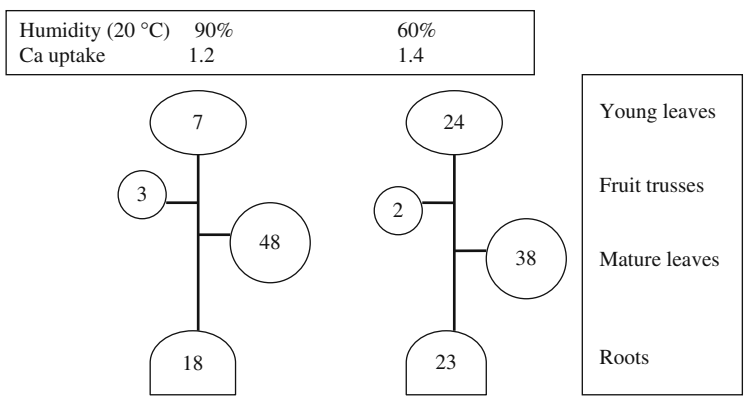 Humidity (20 °C) 90% 60%
Ca uptake 1.2 1.4
7
24
Young leaves
3
2
Fruit trusses
48
38
Mature leaves
18
23
Roots